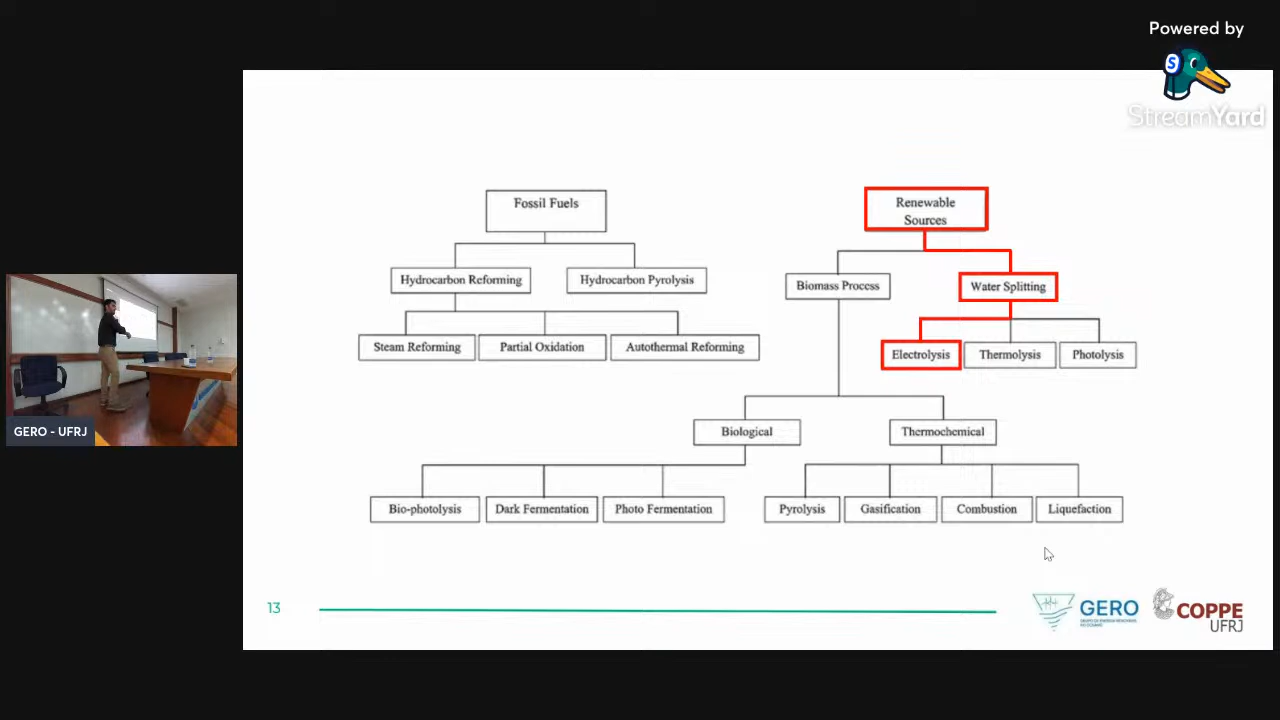 Powered by
StreamYard
Fossil Fuels
Renewable
Sources
Hydrocarbon Reforming
Hydrocarbon Pyrolysis
Biomass Process
Water Splitting
Steam Reforming
Partial Oxidation
Autothermal Reforming
Electrolysis
Thermolysis
Photolysis
Biological
Thermochemical
Bio-photolysis
Dark Fermentation
Photo Fermentation
Pyrolysis
Gasification
Combustion
Liquefaction
GERO - UFRJ
13
GERO
COPPE
UFRJ